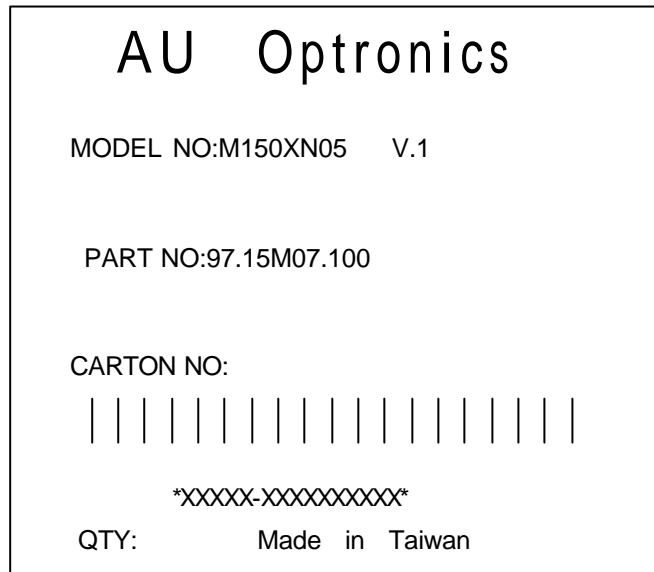 AU Optronics
MODEL NO:M150XN05 V.1
PART NO:97.15M07.100
CARTON NO:
*XXXXX-XXXXXXXXXX*
QTY: Made in Taiwan